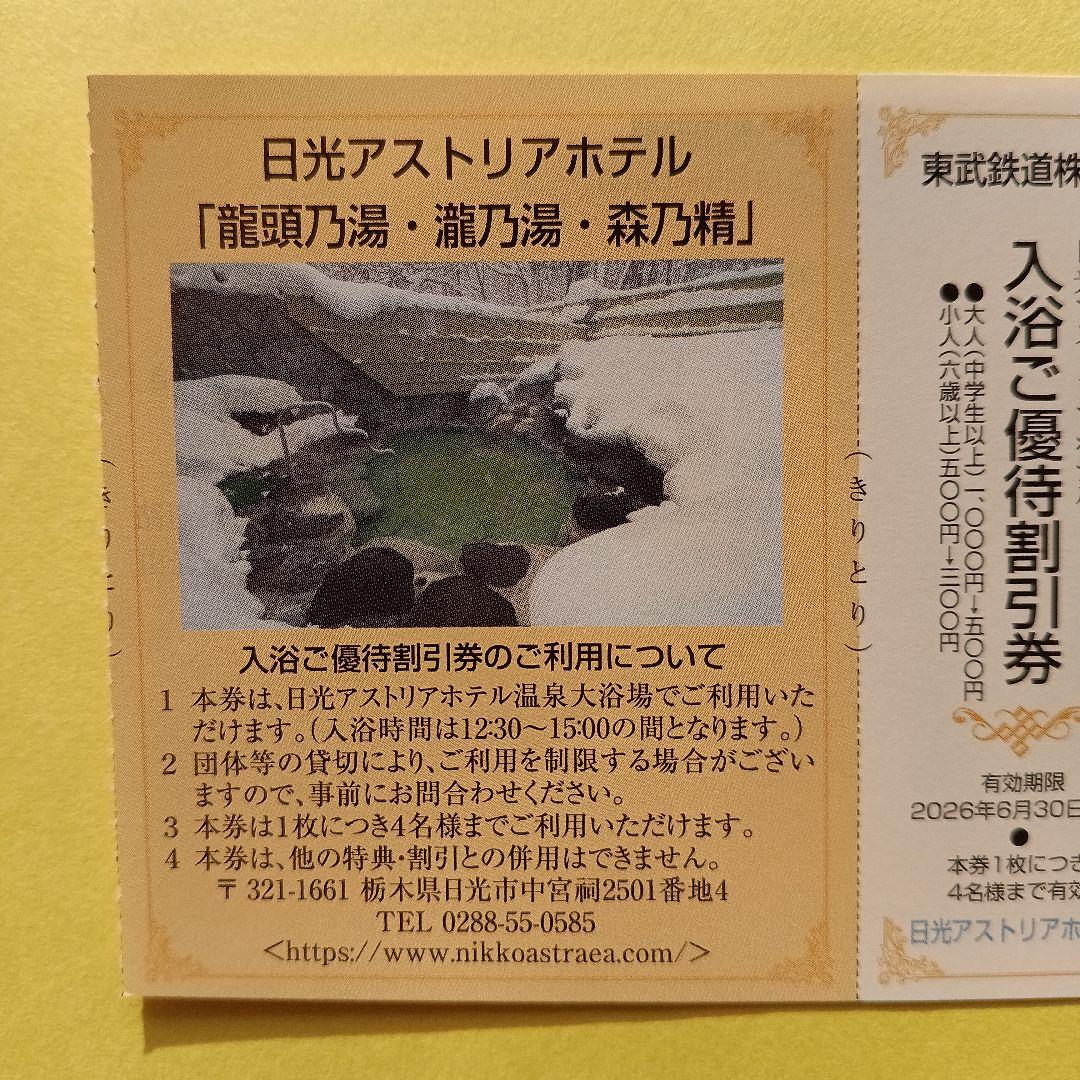 日光アストリアホテル
「龍頭乃湯・瀧乃湯・森乃精」
入浴ご優待割引券のご利用について
1 本券は、日光アストリアホテル温泉大浴場でご利用いた
だけます。(入浴時間は12:30〜15:00の間となります。)
2 団体等の貸切により、ご利用を制限する場合がござい
ますので、事前にお問合わせください。
3 本券は1枚につき4名様までご利用いただけます。
4 本券は、他の特典・割引との併用はできません。
〒321-1661 栃木県日光市中宮祠2501番地4
TEL 0288-55-0585
<https://www.nikkoastraea.com/>
(きりとり)
(きりとり)
東武鉄道株
入浴ご優待割引券
●大人(中学生以上)一、〇〇〇円→五〇〇円
●小人(六歳以上)五〇〇円→三〇〇円
有効期限
2026年6月30日
●
本券1枚につき
4名様まで有効
日光アストリアホ